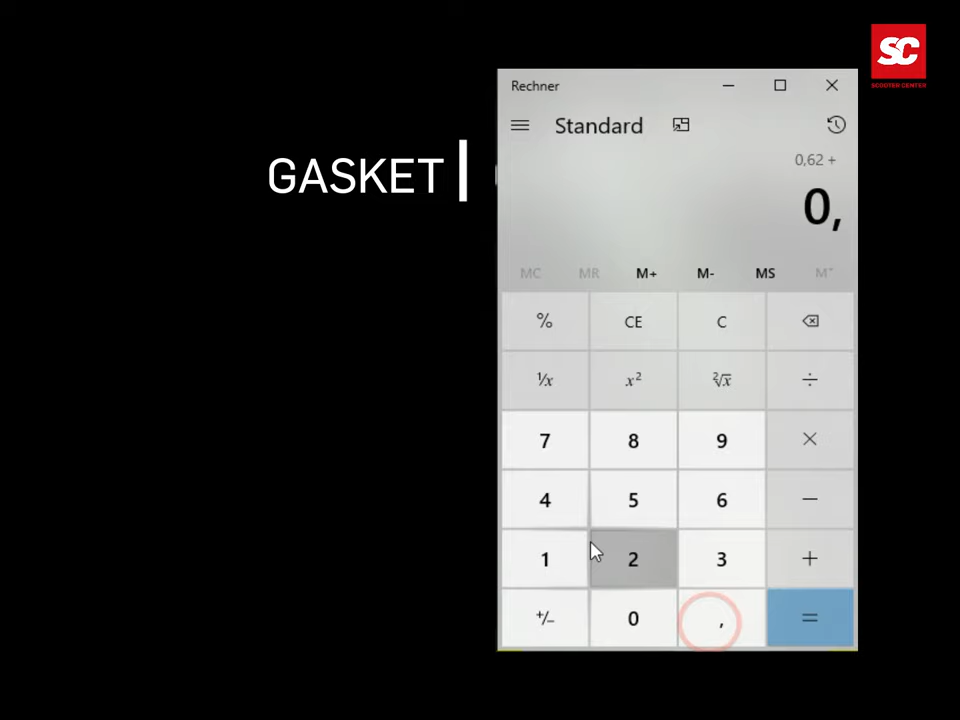 SC
SCOOTER CENTER
Rechner
Standard
0,62 +
GASKET
0,
MC MR M+ M- MS M˅
% CE C
¹⁄x x² ²√x ÷
7 8 9 ×
4 5 6 −
1 2 3 +
+/− 0 , =